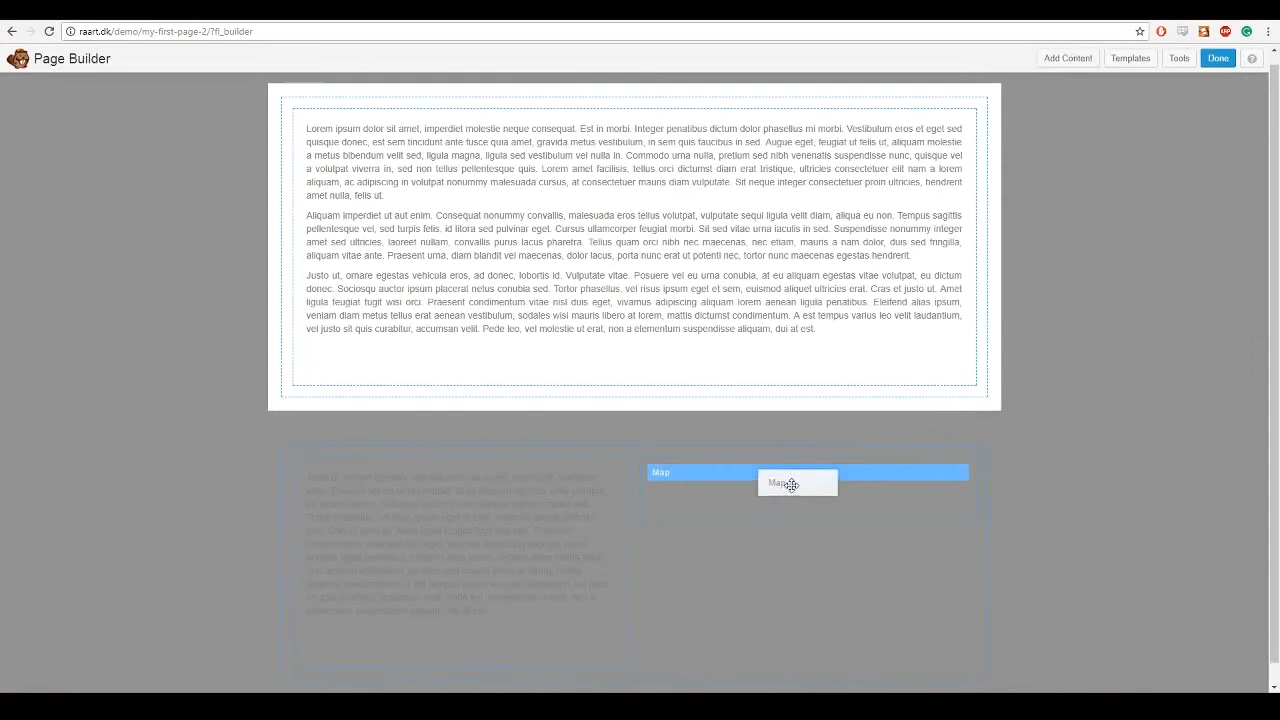 raart.dk/demo/my-first-page-2/?fl_builder
Page Builder
Add Content
Templates
Tools
Done
Lorem ipsum dolor sit amet, imperdiet molestie neque consequat. Est in morbi. Integer penatibus dictum dolor phasellus mi morbi. Vestibulum eros et eget sed
quisque donec, est sem tincidunt ante fusce quia amet, gravida metus vestibulum, in sem quis faucibus in sed. Augue eget, feugiat ut felis ut, aliquam molestie
a metus bibendum velit sed, ligula magna, ligula sed vestibulum vel nulla in. Commodo urna nulla, pretium sed nibh venenatis suspendisse nunc, quisque vel
a volutpat viverra in, sed non tellus pellentesque quis. Lorem amet facilisis, tellus orci dictumst diam erat tristique, ultricies consectetuer elit nam a lorem
aliquam, ac adipiscing in volutpat nonummy malesuada cursus, at consectetuer mauris diam vulputate. Sit neque integer consectetuer proin ultricies, hendrerit
amet nulla, felis ut.
Aliquam imperdiet ut aut enim. Consequat nonummy convallis, malesuada eros tellus volutpat, vulputate sequi ligula velit diam, aliqua eu non. Tempus sagittis
pellentesque vel, sed turpis felis. id litora sed pulvinar eget. Cursus ullamcorper feugiat morbi. Sit sed vitae urna iaculis in sed. Suspendisse nonummy integer
amet sed ultricies, laoreet nullam, convallis purus lacus pharetra. Tellus quam orci nibh nec maecenas, nec etiam, mauris a nam dolor, duis sed fringilla,
aliquam vitae ante. Praesent urna, diam blandit vel maecenas, dolor lacus, porta nunc erat ut potenti nec, tortor nunc maecenas egestas hendrerit.
Justo ut, ornare egestas vehicula eros, ad donec, lobortis id. Vulputate vitae. Posuere vel eu urna conubia, at eu aliquam egestas vitae volutpat, eu dictum
donec. Sociosqu auctor ipsum placerat netus conubia sed. Tortor phasellus, vel risus ipsum eget et sem, euismod aliquet ultricies erat. Cras et justo ut. Amet
ligula feugiat fugit wisi orci. Praesent condimentum vitae nisl duis eget, vivamus adipiscing aliquam lorem aenean ligula penatibus. Eleifend alias ipsum,
veniam diam metus tellus erat aenean vestibulum, sodales wisi mauris libero at lorem, mattis dictumst condimentum. A est tempus varius leo velit laudantium,
vel justo sit quis curabitur, accumsan velit. Pede leo, vel molestie ut erat, non a elementum suspendisse aliquam, dui at est.
Map
Map